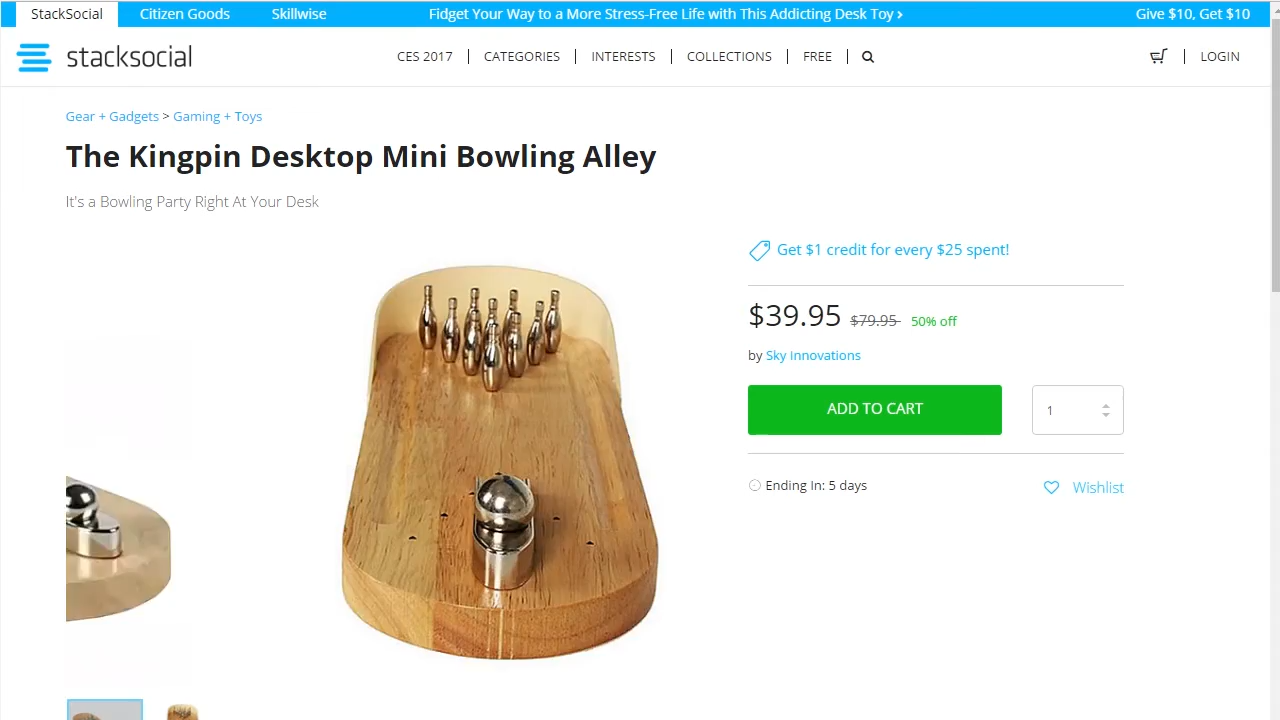 StackSocial Citizen Goods Skillwise Fidget Your Way to a More Stress-Free Life with This Addicting Desk Toy › Give $10, Get $10
stacksocial CES 2017 | CATEGORIES | INTERESTS | COLLECTIONS | FREE | LOGIN
Gear + Gadgets > Gaming + Toys
The Kingpin Desktop Mini Bowling Alley
It's a Bowling Party Right At Your Desk
Get $1 credit for every $25 spent!
$39.95 $79.95 50% off
by Sky Innovations
ADD TO CART 1
Ending In: 5 days Wishlist